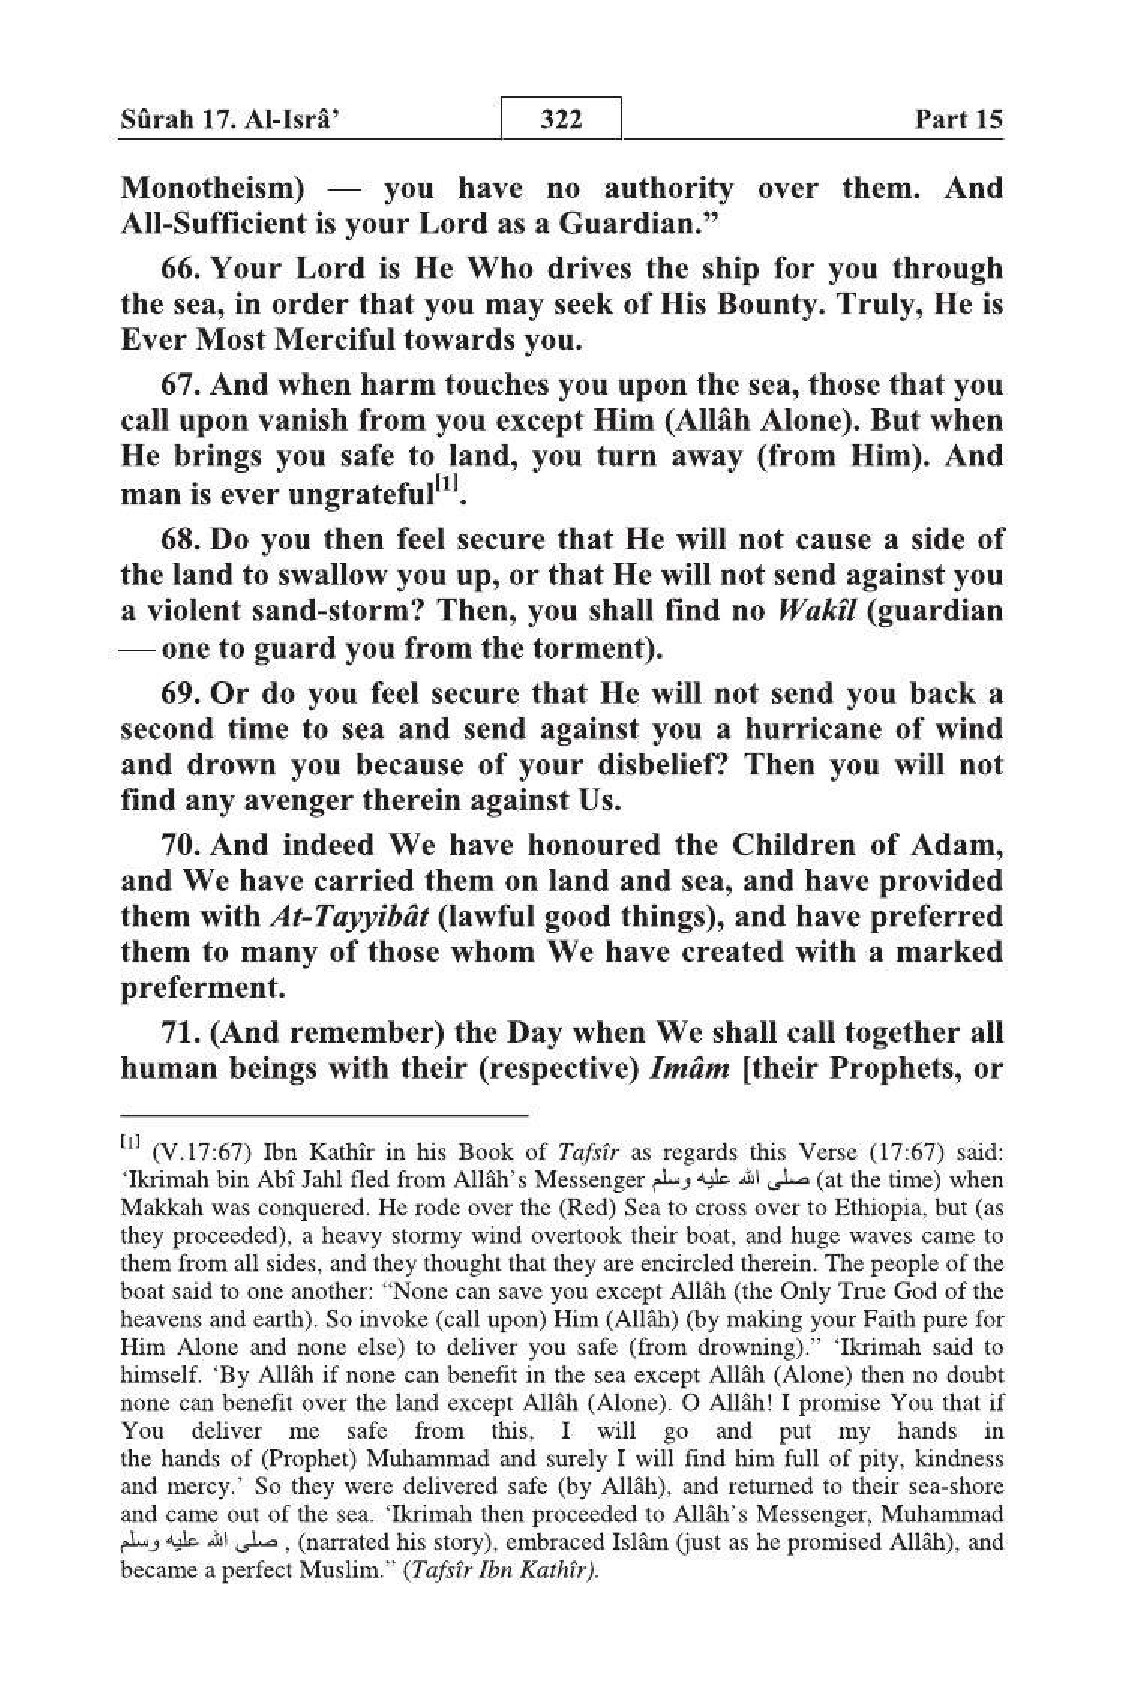 Sûrah 17. Al-Isrâ’ 322 Part 15
Monotheism) — you have no authority over them. And
All-Sufficient is your Lord as a Guardian.”
66. Your Lord is He Who drives the ship for you through
the sea, in order that you may seek of His Bounty. Truly, He is
Ever Most Merciful towards you.
67. And when harm touches you upon the sea, those that you
call upon vanish from you except Him (Allâh Alone). But when
He brings you safe to land, you turn away (from Him). And
man is ever ungrateful[1].
68. Do you then feel secure that He will not cause a side of
the land to swallow you up, or that He will not send against you
a violent sand-storm? Then, you shall find no Wakîl (guardian
— one to guard you from the torment).
69. Or do you feel secure that He will not send you back a
second time to sea and send against you a hurricane of wind
and drown you because of your disbelief? Then you will not
find any avenger therein against Us.
70. And indeed We have honoured the Children of Adam,
and We have carried them on land and sea, and have provided
them with At-Tayyibât (lawful good things), and have preferred
them to many of those whom We have created with a marked
preferment.
71. (And remember) the Day when We shall call together all
human beings with their (respective) Imâm [their Prophets, or
[1] (V.17:67) Ibn Kathîr in his Book of Tafsîr as regards this Verse (17:67) said:
‘Ikrimah bin Abî Jahl fled from Allâh’s Messenger صلى الله عليه وسلم (at the time) when
Makkah was conquered. He rode over the (Red) Sea to cross over to Ethiopia, but (as
they proceeded), a heavy stormy wind overtook their boat, and huge waves came to
them from all sides, and they thought that they are encircled therein. The people of the
boat said to one another: “None can save you except Allâh (the Only True God of the
heavens and earth). So invoke (call upon) Him (Allâh) (by making your Faith pure for
Him Alone and none else) to deliver you safe (from drowning).” ‘Ikrimah said to
himself. ‘By Allâh if none can benefit in the sea except Allâh (Alone) then no doubt
none can benefit over the land except Allâh (Alone). O Allâh! I promise You that if
You deliver me safe from this, I will go and put my hands in
the hands of (Prophet) Muhammad and surely I will find him full of pity, kindness
and mercy.’ So they were delivered safe (by Allâh), and returned to their sea-shore
and came out of the sea. ‘Ikrimah then proceeded to Allâh’s Messenger, Muhammad
صلى الله عليه وسلم , (narrated his story), embraced Islâm (just as he promised Allâh), and
became a perfect Muslim.” (Tafsîr Ibn Kathîr).